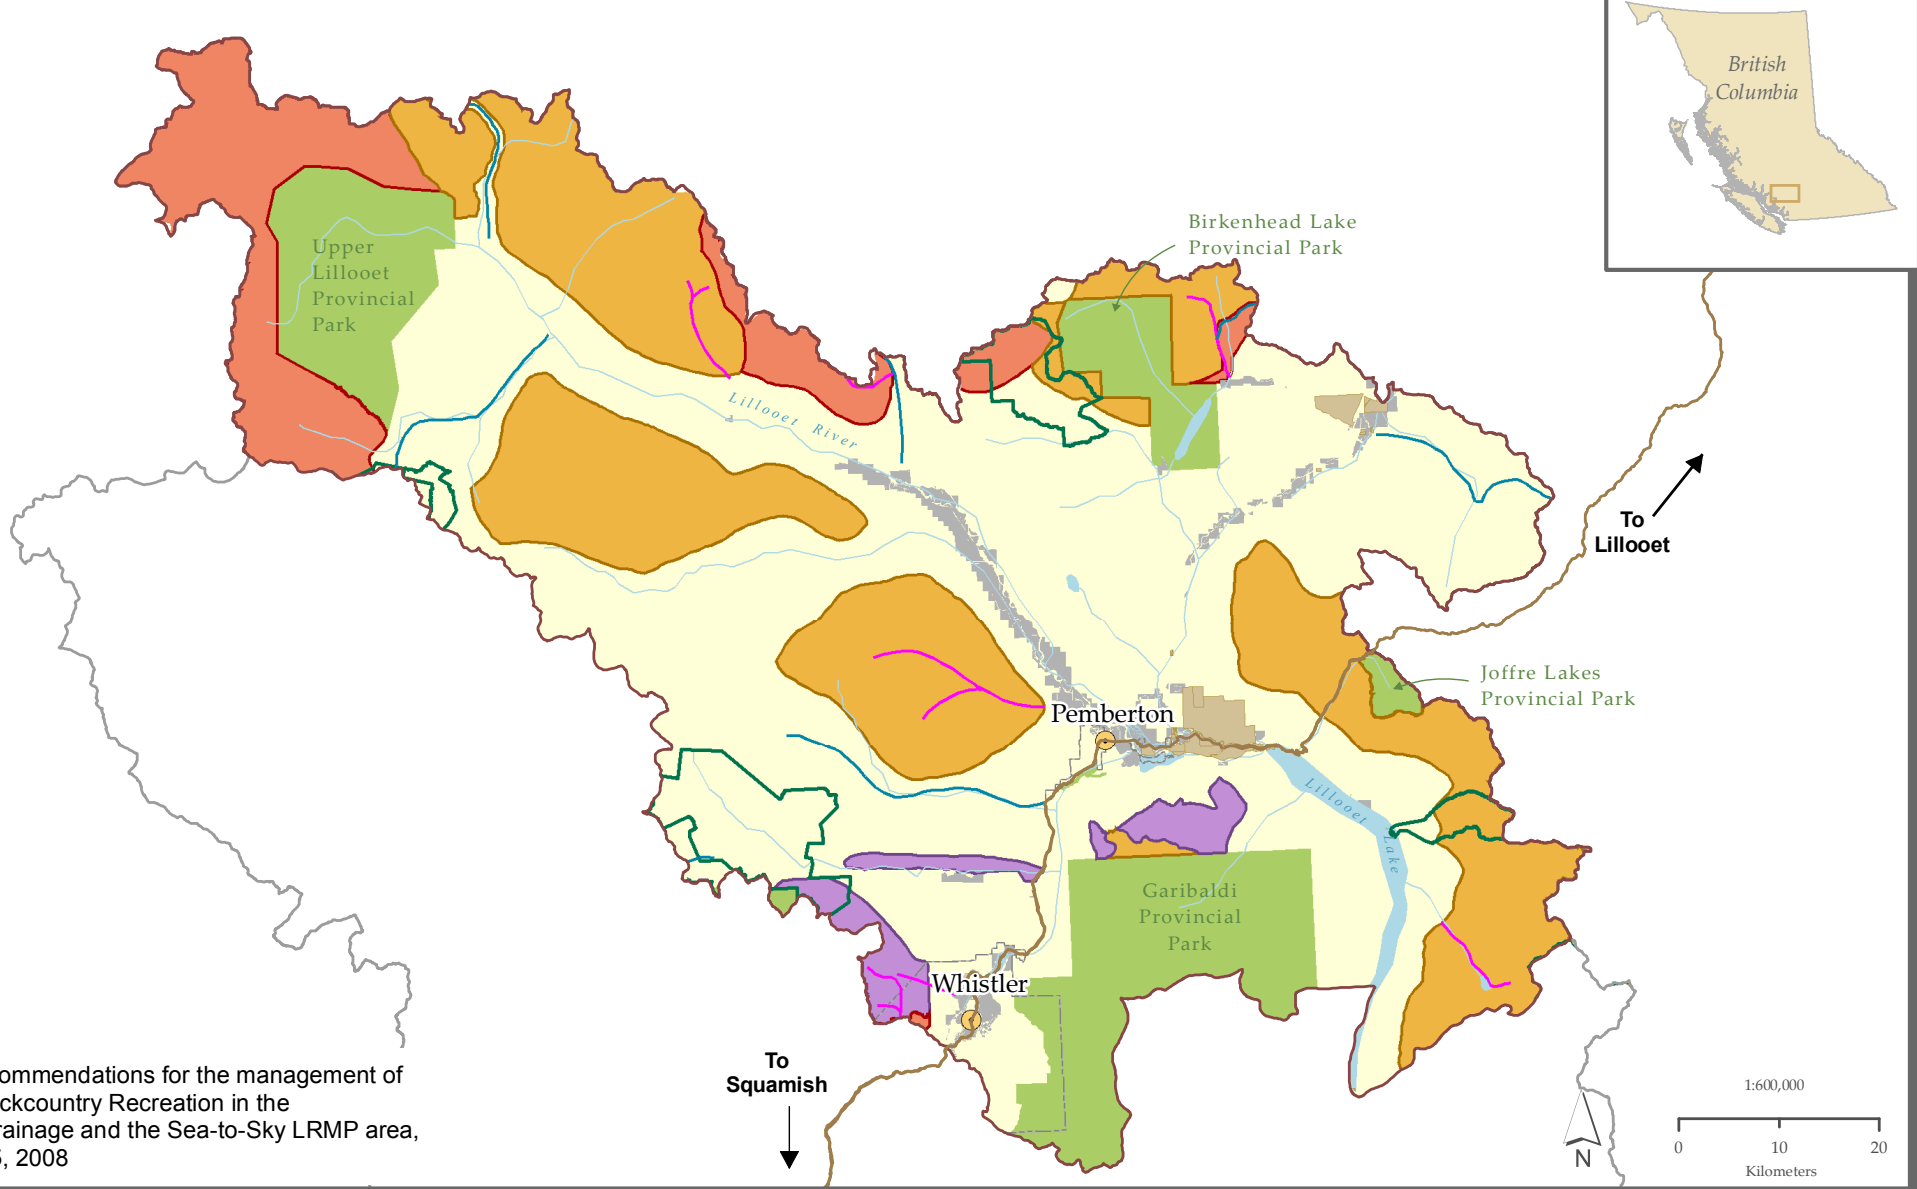 British
Columbia
Birkenhead Lake
Provincial Park
Upper
Lillooet
Provincial
Park
Lillooet River
To
Lillooet
Joffre Lakes
Provincial Park
Pemberton
Lillooet Lake
Garibaldi
Provincial
Park
Whistler
To
Squamish
ommendations for the management of
ckcountry Recreation in the
rainage and the Sea-to-Sky LRMP area,
, 2008
1:600,000
0 10 20
Kilometers
N